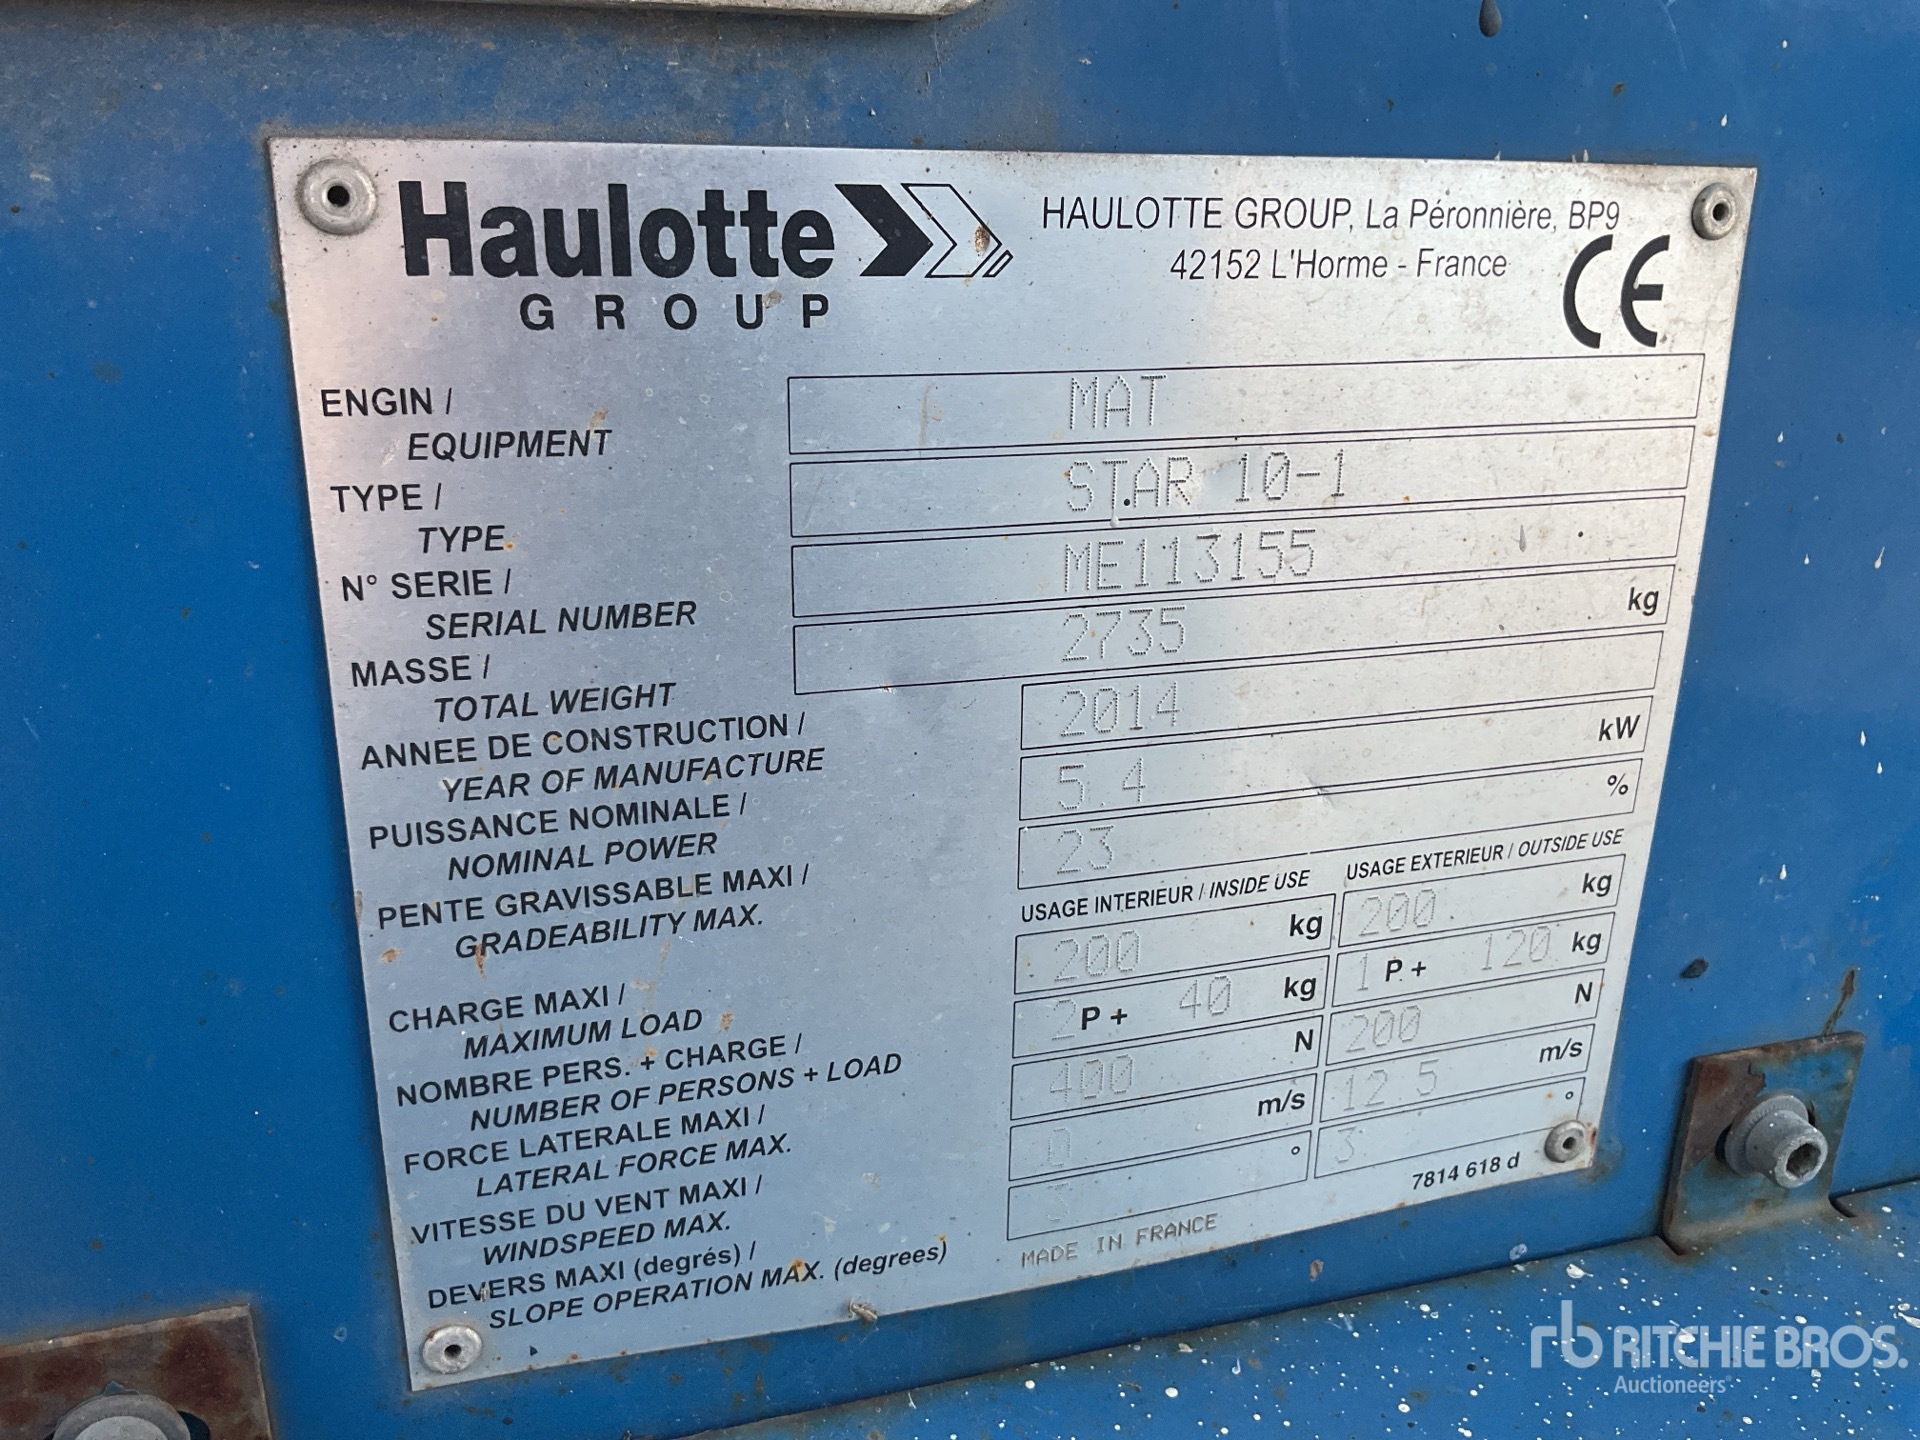 Haulotte
GROUP
HAULOTTE GROUP, La Péronnière, BP9
42152 L'Horme - France
CE
ENGIN /
EQUIPMENT
MAT
TYPE /
TYPE
STAR 10-1
N° SERIE /
SERIAL NUMBER
ME113155
MASSE /
TOTAL WEIGHT
2735 kg
ANNEE DE CONSTRUCTION /
YEAR OF MANUFACTURE
2014
PUISSANCE NOMINALE /
NOMINAL POWER
5.4 kW
PENTE GRAVISSABLE MAXI /
GRADEABILITY MAX.
23 %
USAGE INTERIEUR / INSIDE USE
USAGE EXTERIEUR / OUTSIDE USE
CHARGE MAXI /
MAXIMUM LOAD
200 kg
200 kg
NOMBRE PERS. + CHARGE /
NUMBER OF PERSONS + LOAD
2 P + 40 kg
1 P + 120 kg
FORCE LATERALE MAXI /
LATERAL FORCE MAX.
400 N
200 N
VITESSE DU VENT MAXI /
WINDSPEED MAX.
0 m/s
12.5 m/s
DEVERS MAXI (degrés) /
SLOPE OPERATION MAX. (degrees)
3 °
3 °
7814 618 d
MADE IN FRANCE
rb RITCHIE BROS.
Auctioneers